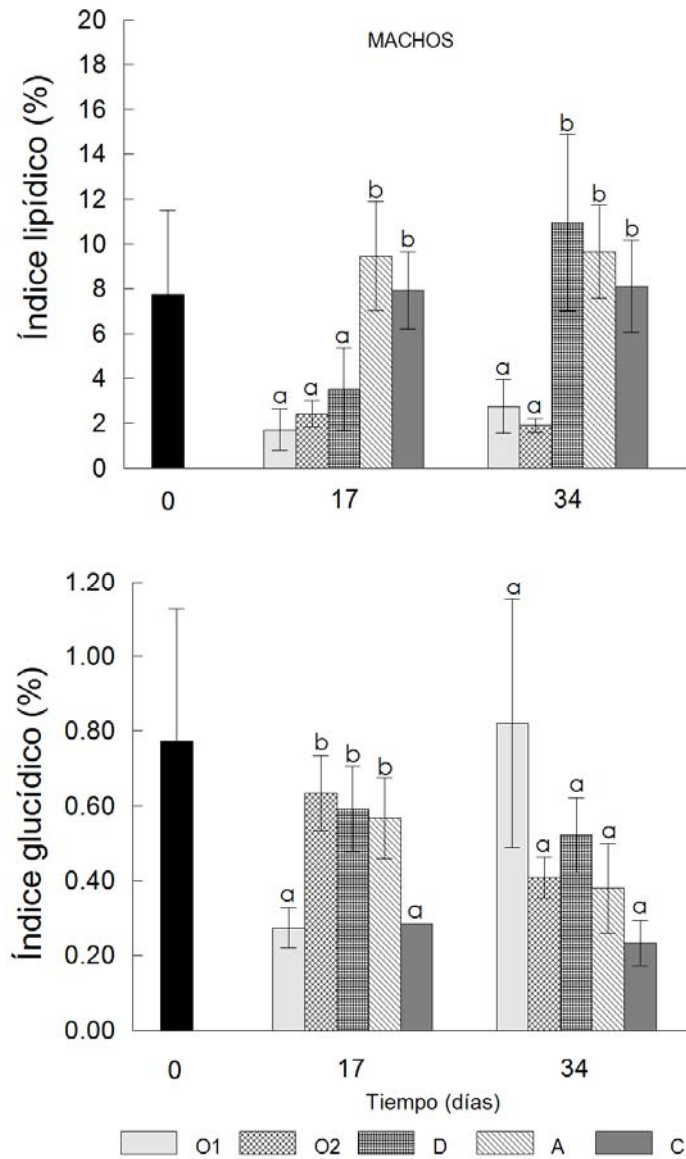 MACHOS
Índice lipídico (%)
20
18
16
14
12
10
8
6
4
2
0
a a a b b
a a b b b
0 17 34
Índice glucídico (%)
1.20
1.00
0.80
0.60
0.40
0.20
0.00
a b b b a
a a a a a
0 17 34
Tiempo (días)
O1 O2 D A C